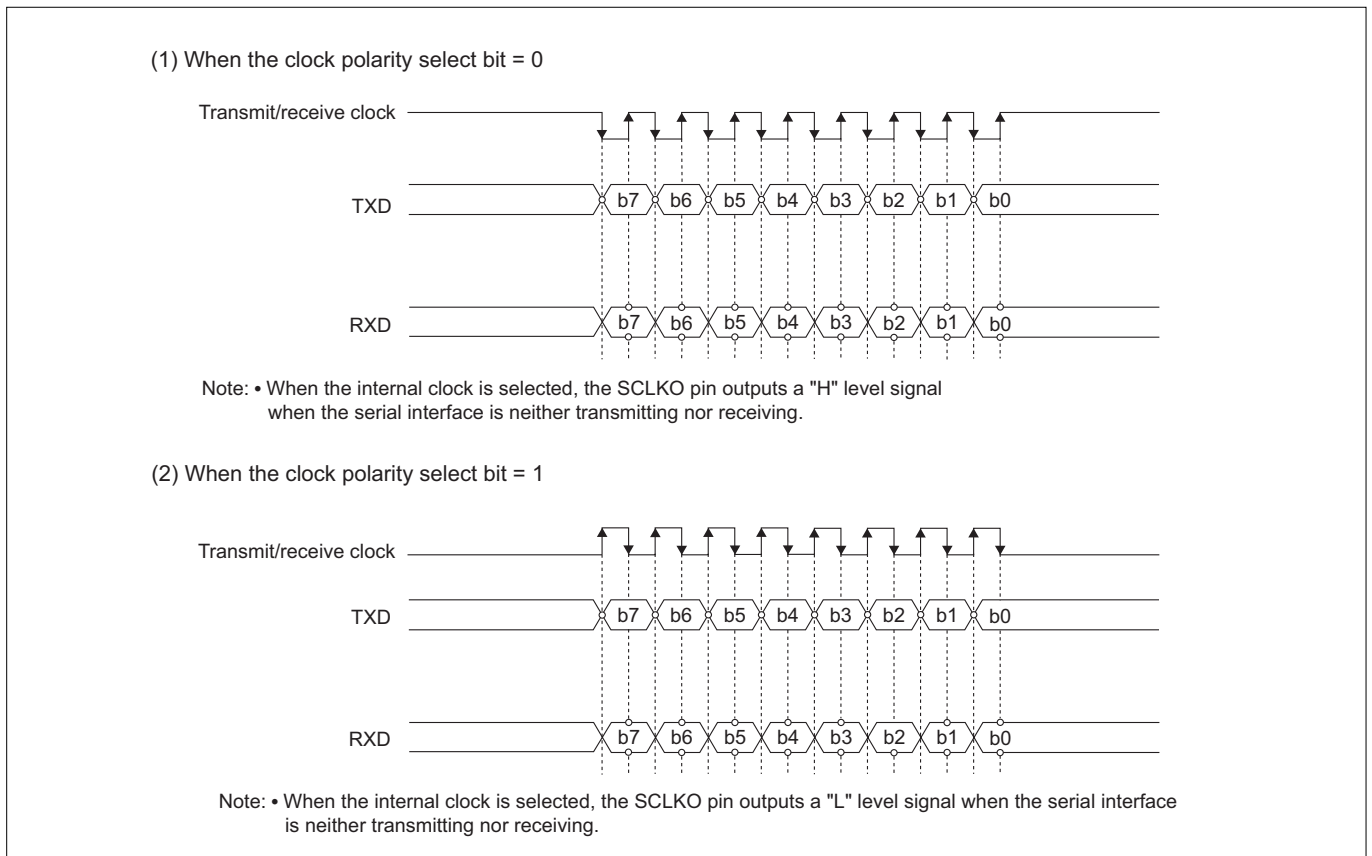 (1) When the clock polarity select bit = 0
Transmit/receive clock
TXD b7 b6 b5 b4 b3 b2 b1 b0
RXD b7 b6 b5 b4 b3 b2 b1 b0
Note: • When the internal clock is selected, the SCLKO pin outputs a "H" level signal
when the serial interface is neither transmitting nor receiving.
(2) When the clock polarity select bit = 1
Transmit/receive clock
TXD b7 b6 b5 b4 b3 b2 b1 b0
RXD b7 b6 b5 b4 b3 b2 b1 b0
Note: • When the internal clock is selected, the SCLKO pin outputs a "L" level signal when the serial interface
is neither transmitting nor receiving.